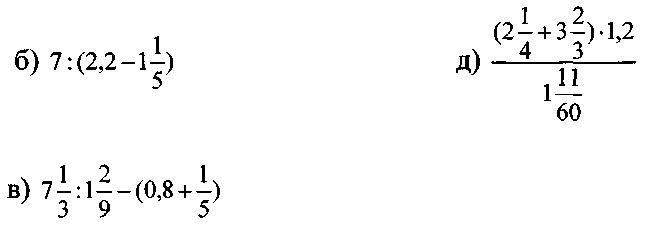 б) 7 : (2,2 − 1 1/5)
д) ((2 1/4 + 3 2/3) · 1,2) / (1 11/60)
в) 7 1/3 : 1 2/9 − (0,8 + 1/5)